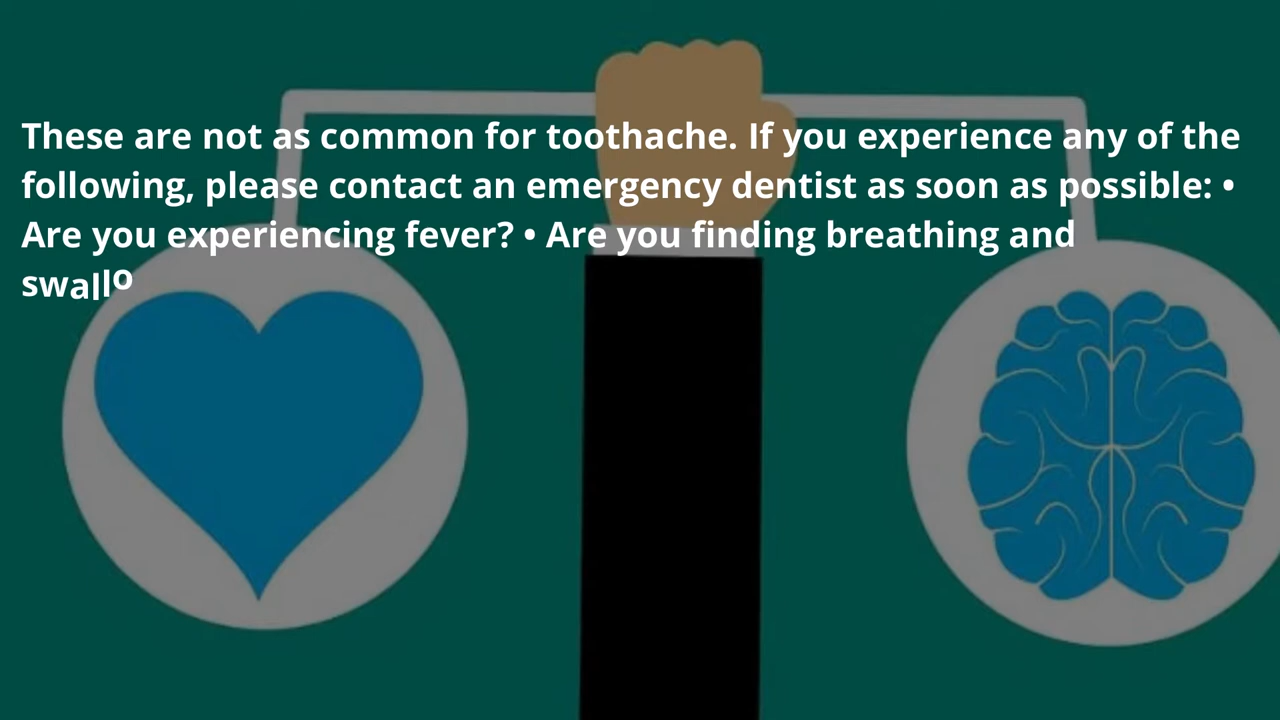 These are not as common for toothache. If you experience any of the
following, please contact an emergency dentist as soon as possible: •
Are you experiencing fever? • Are you finding breathing and
swallo